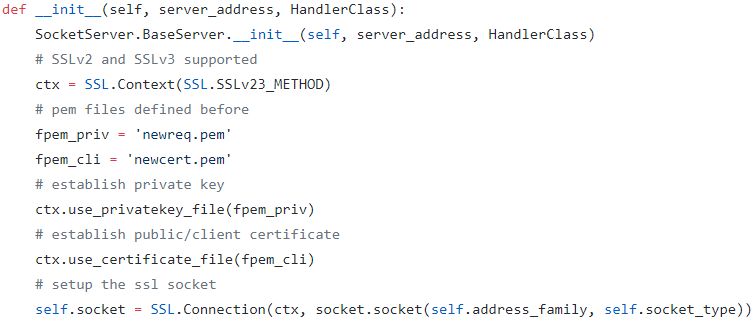 def __init__(self, server_address, HandlerClass):
    SocketServer.BaseServer.__init__(self, server_address, HandlerClass)
    # SSLv2 and SSLv3 supported
    ctx = SSL.Context(SSL.SSLv23_METHOD)
    # pem files defined before
    fpem_priv = 'newreq.pem'
    fpem_cli = 'newcert.pem'
    # establish private key
    ctx.use_privatekey_file(fpem_priv)
    # establish public/client certificate
    ctx.use_certificate_file(fpem_cli)
    # setup the ssl socket
    self.socket = SSL.Connection(ctx, socket.socket(self.address_family, self.socket_type))